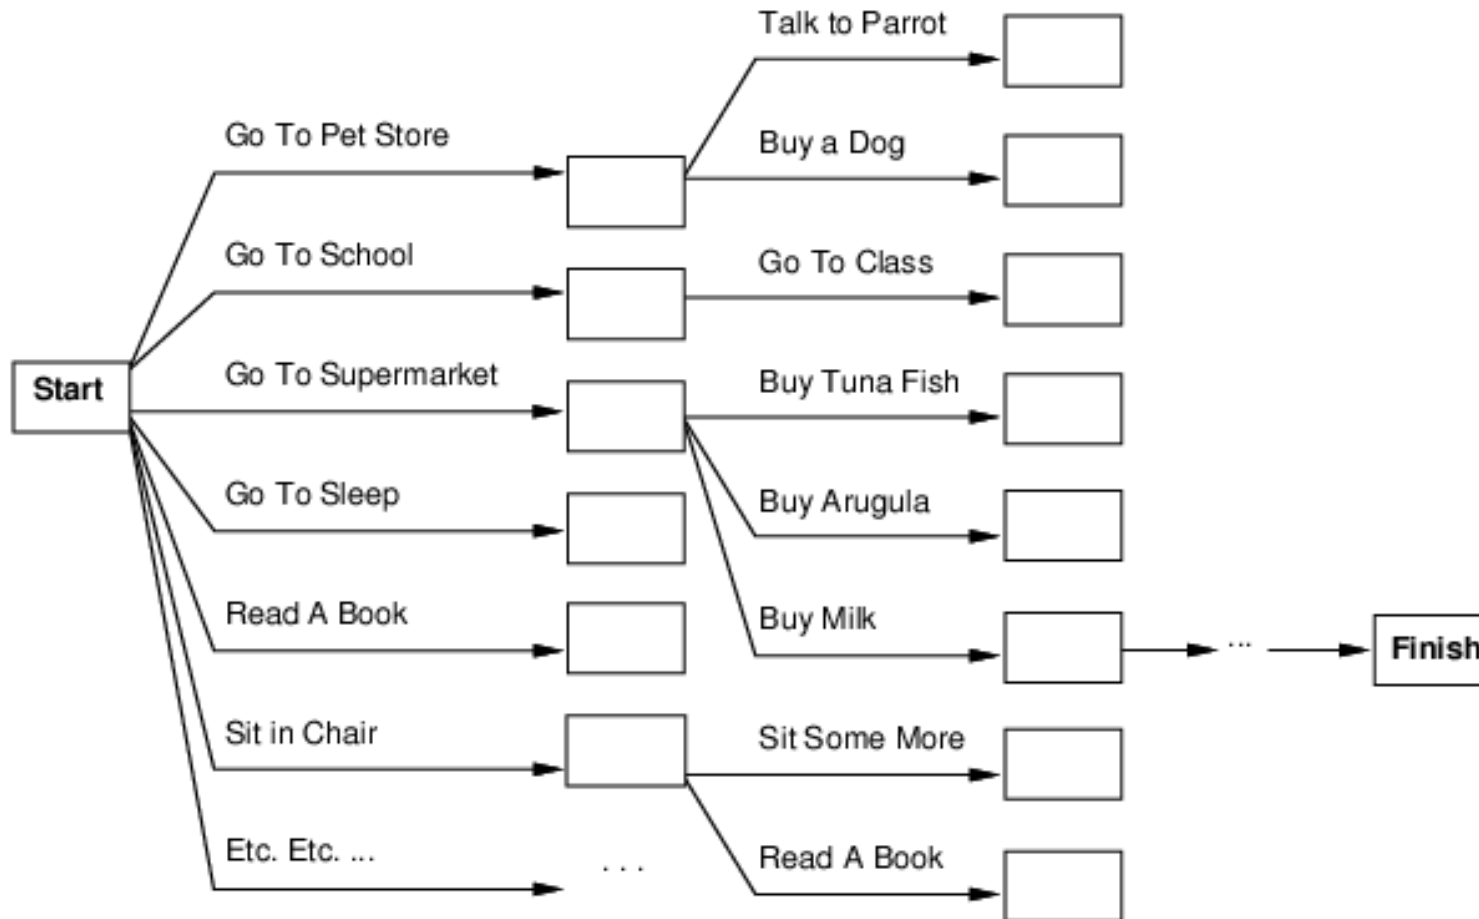 Talk to Parrot
Go To Pet Store
Buy a Dog
Go To School
Go To Class
Start
Go To Supermarket
Buy Tuna Fish
Go To Sleep
Buy Arugula
Read A Book
Buy Milk
...
Finish
Sit in Chair
Sit Some More
Etc. Etc. ...
. . .
Read A Book